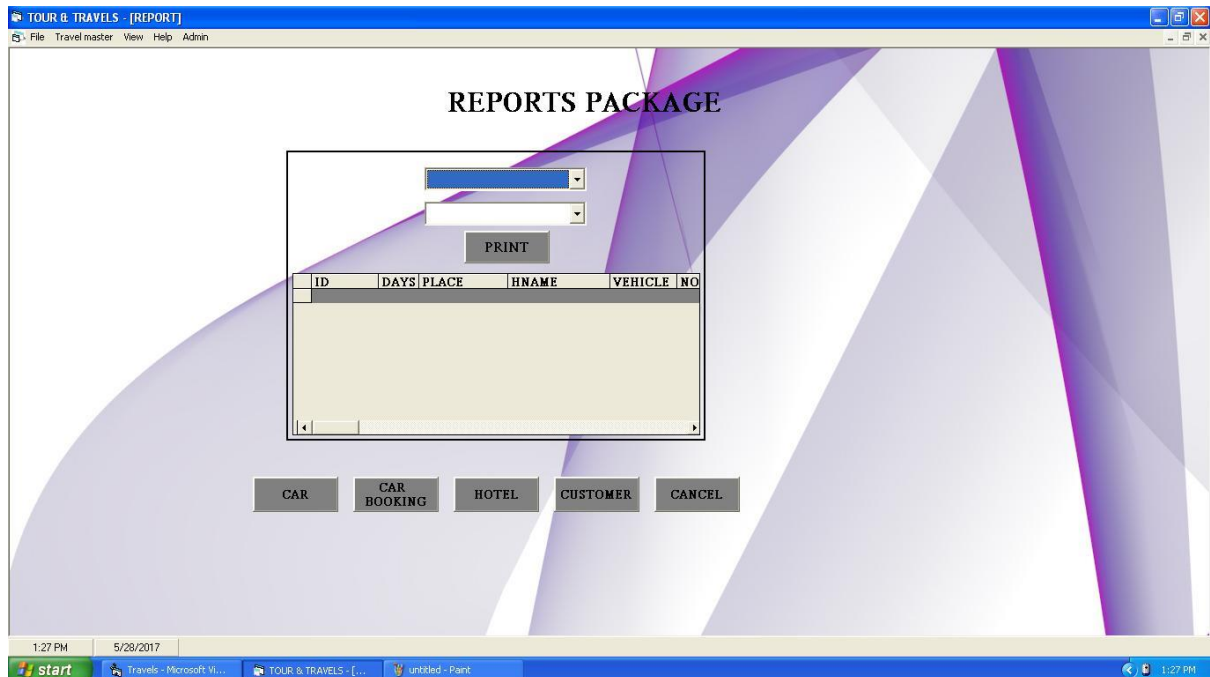 TOUR & TRAVELS - [REPORT]
File Travel master View Help Admin
REPORTS PACKAGE
PRINT
ID DAYS PLACE HNAME VEHICLE NO
CAR
CAR BOOKING
HOTEL
CUSTOMER
CANCEL
1:27 PM 5/28/2017
start Travels - Microsoft Vi... TOUR & TRAVELS - [... untitled - Paint 1:27 PM